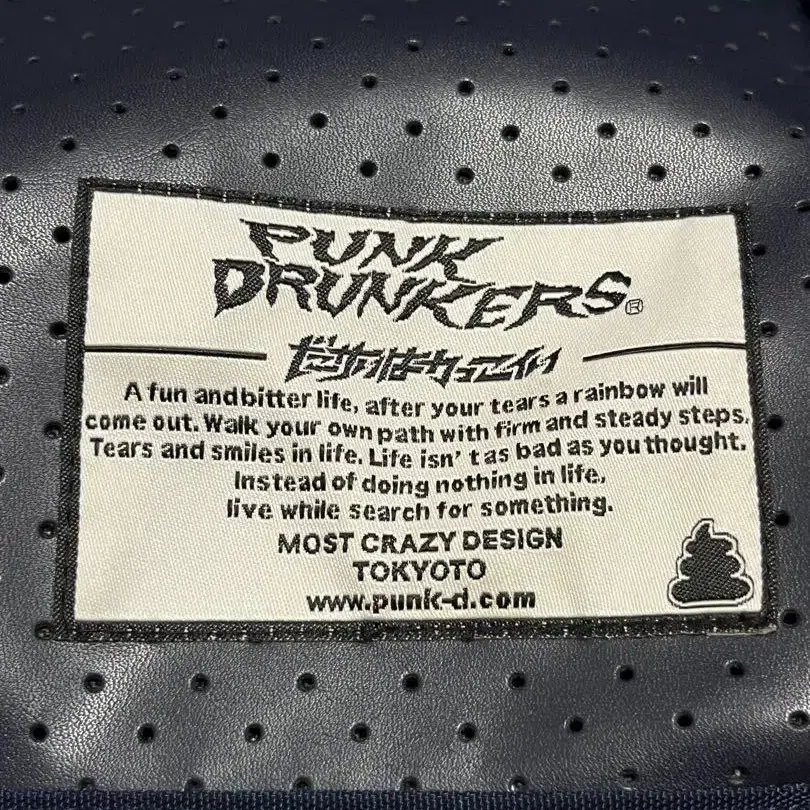 PUNK
DRUNKERS®
A fun andbitter life, after your tears a rainbow will
come out. Walk your own path with firm and steady steps.
Tears and smiles in life. Life isn't as bad as you thought.
Instead of doing nothing in life,
live while search for something.
MOST CRAZY DESIGN
TOKYOTO
www.punk-d.com